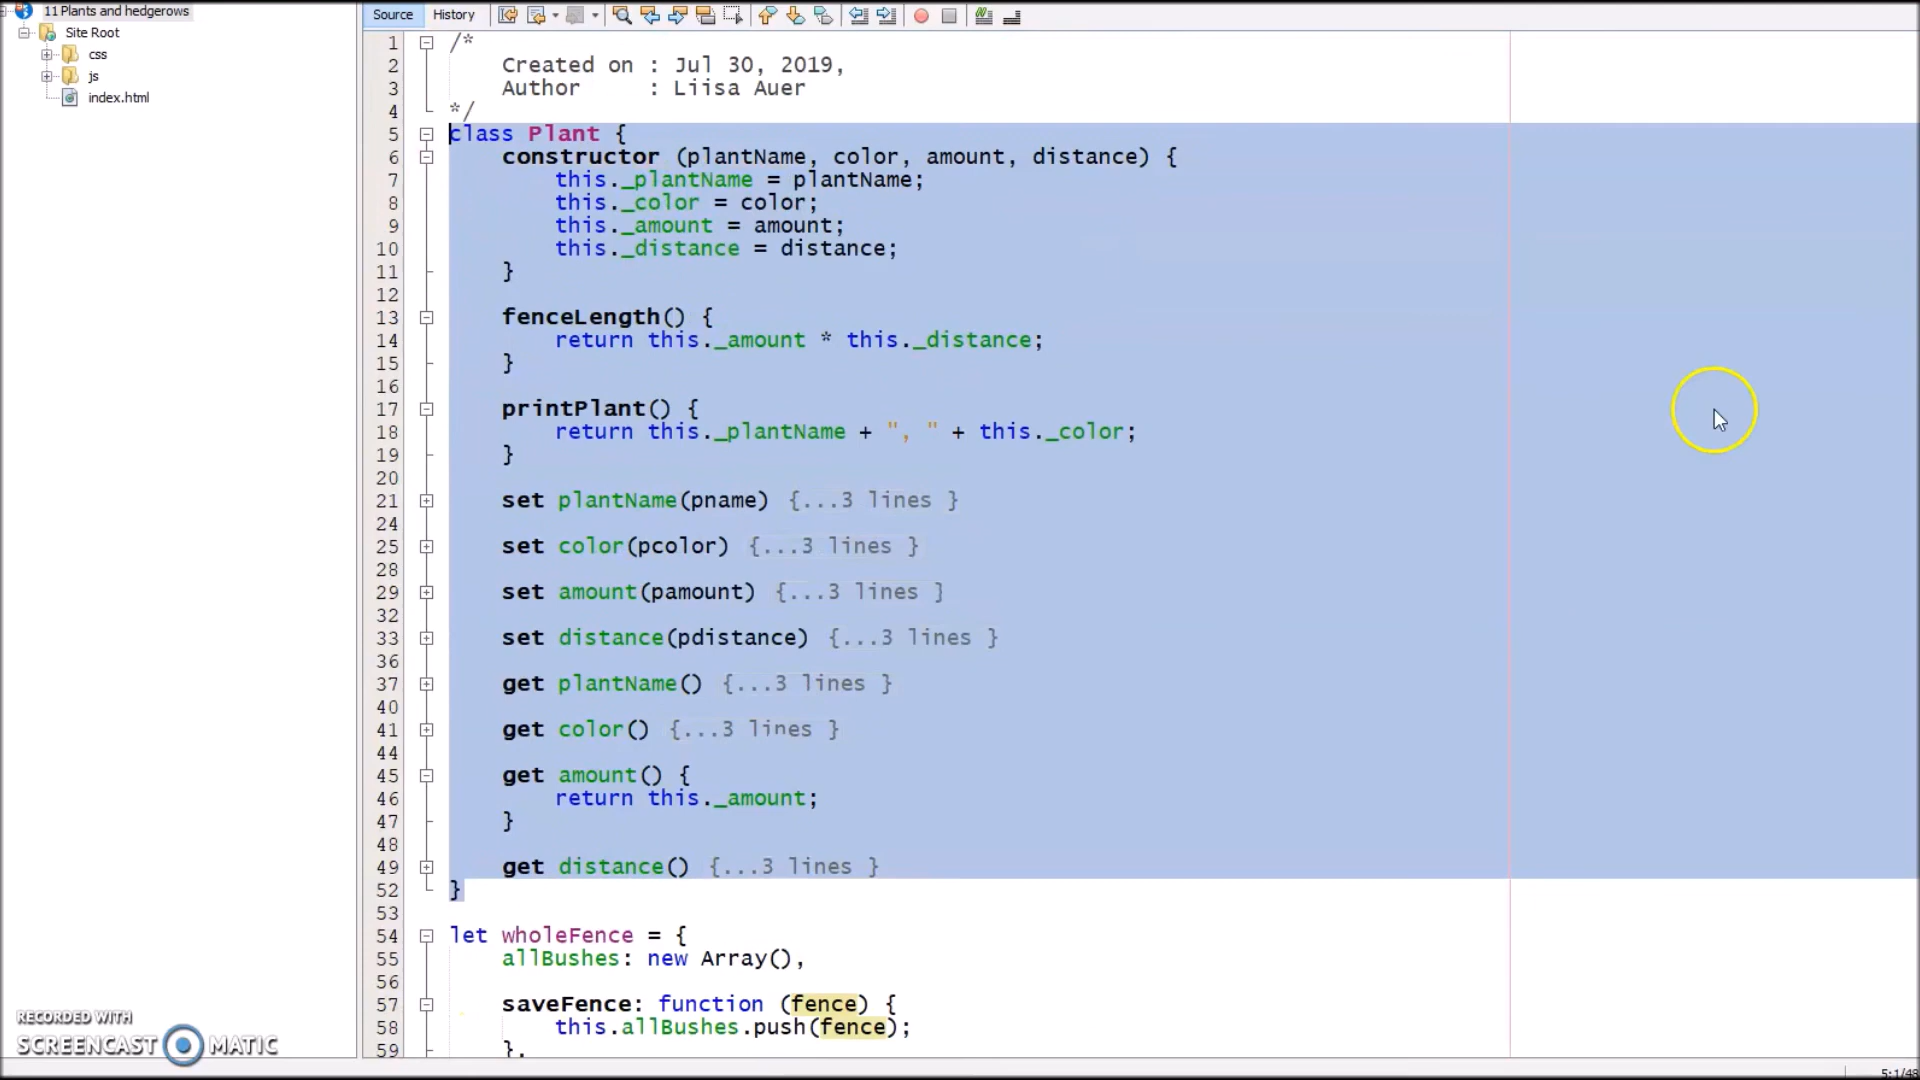 11 Plants and hedgerows
Site Root
css
js
index.html
Source History
1 /*
2 Created on : Jul 30, 2019,
3 Author : Liisa Auer
4 */
5 class Plant {
6 constructor (plantName, color, amount, distance) {
7 this._plantName = plantName;
8 this._color = color;
9 this._amount = amount;
10 this._distance = distance;
11 }
12
13 fenceLength() {
14 return this._amount * this._distance;
15 }
16
17 printPlant() {
18 return this._plantName + ", " + this._color;
19 }
20
21 set plantName(pname) {...3 lines }
24
25 set color(pcolor) {...3 lines }
28
29 set amount(pamount) {...3 lines }
32
33 set distance(pdistance) {...3 lines }
36
37 get plantName() {...3 lines }
40
41 get color() {...3 lines }
44
45 get amount() {
46 return this._amount;
47 }
48
49 get distance() {...3 lines }
52 }
53
54 let wholeFence = {
55 allBushes: new Array(),
56
57 saveFence: function (fence) {
58 this.allBushes.push(fence);
59 },
RECORDED WITH
SCREENCAST MATIC
5:1/48